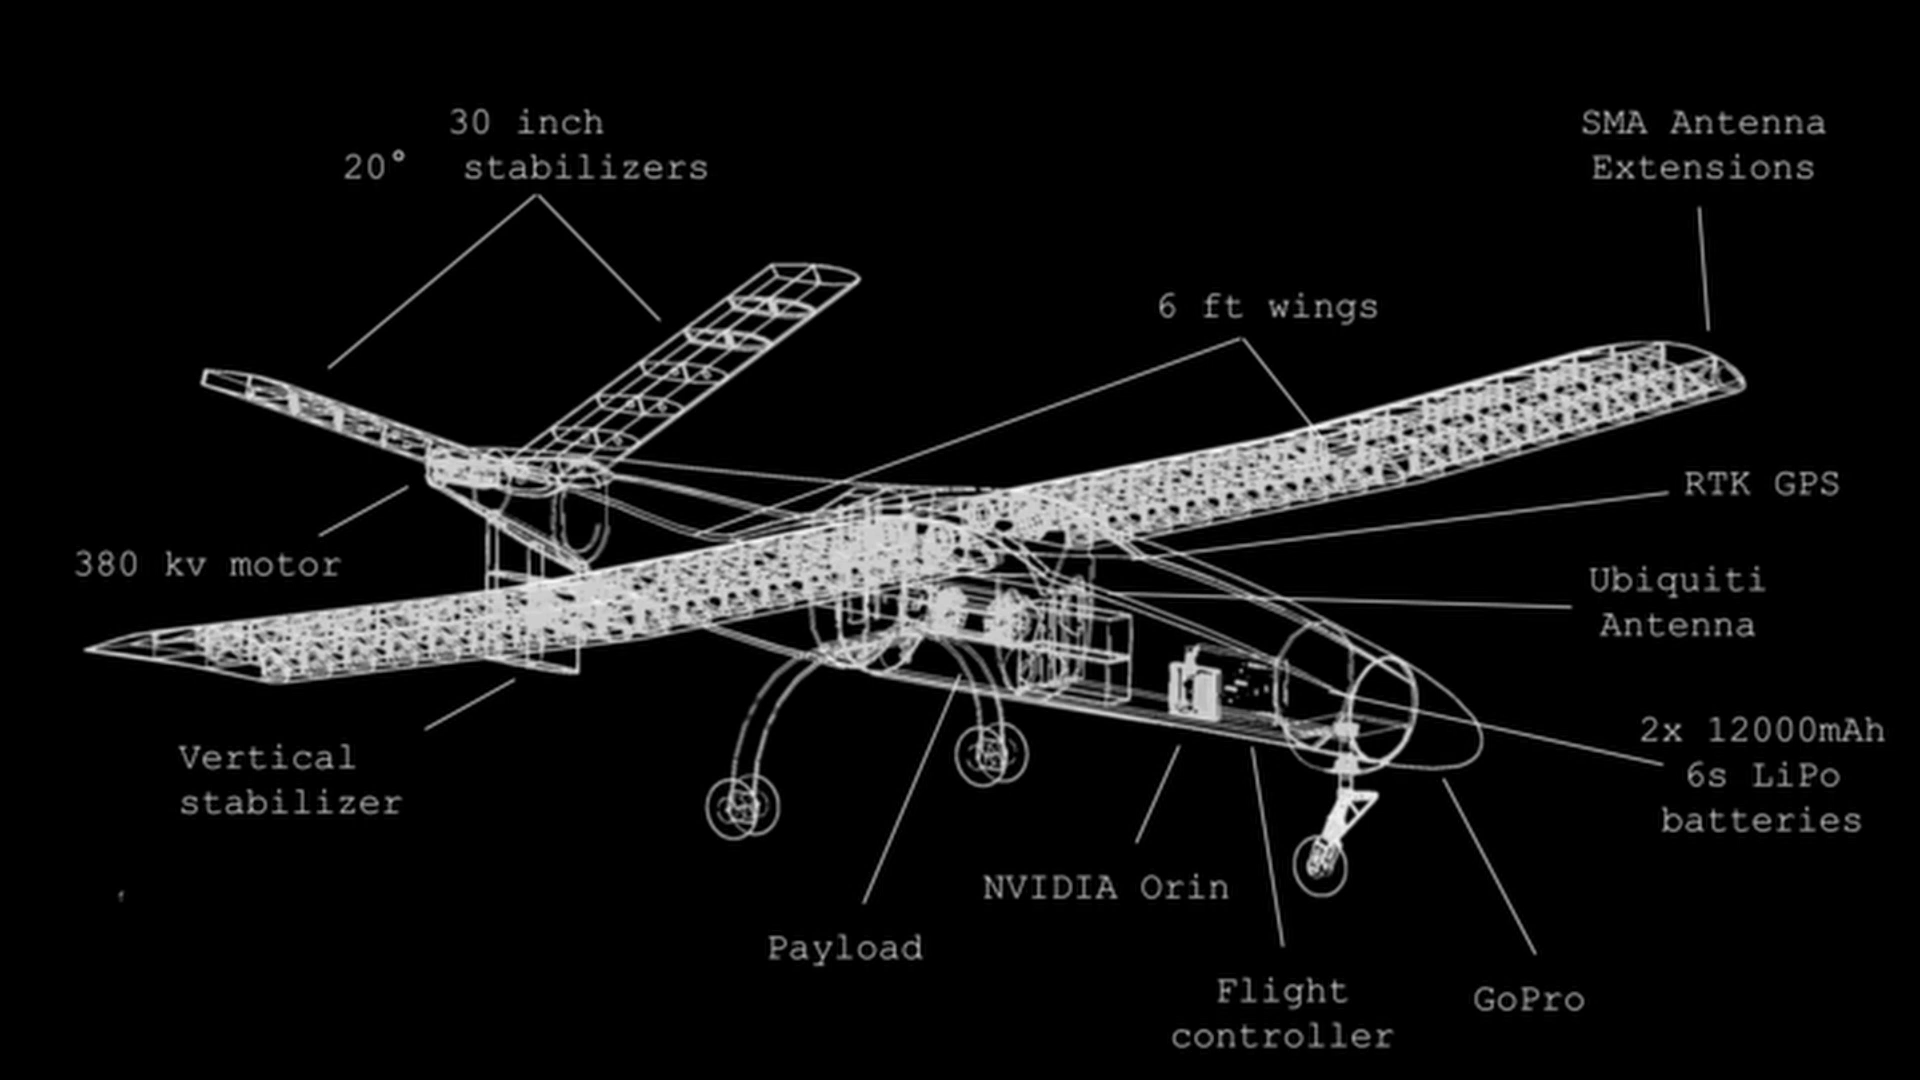 30 inch
20° stabilizers
SMA Antenna
Extensions
6 ft wings
RTK GPS
380 kv motor
Ubiquiti
Antenna
Vertical
stabilizer
2x 12000mAh
6s LiPo
batteries
NVIDIA Orin
Payload
Flight
controller
GoPro